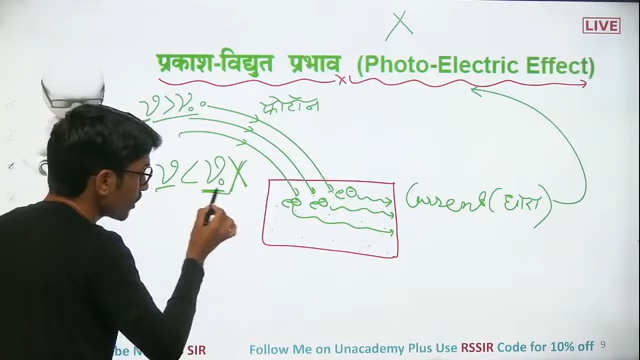 X
LIVE
प्रकाश-विद्युत प्रभाव (Photo-Electric Effect)
X
ν > ν₀
फोटॉन
ν < ν₀ X
e⊖
e⊖ e⊖
Current (धारा)
SIR
Follow Me on Unacademy Plus Use RSSIR Code for 10% off
9